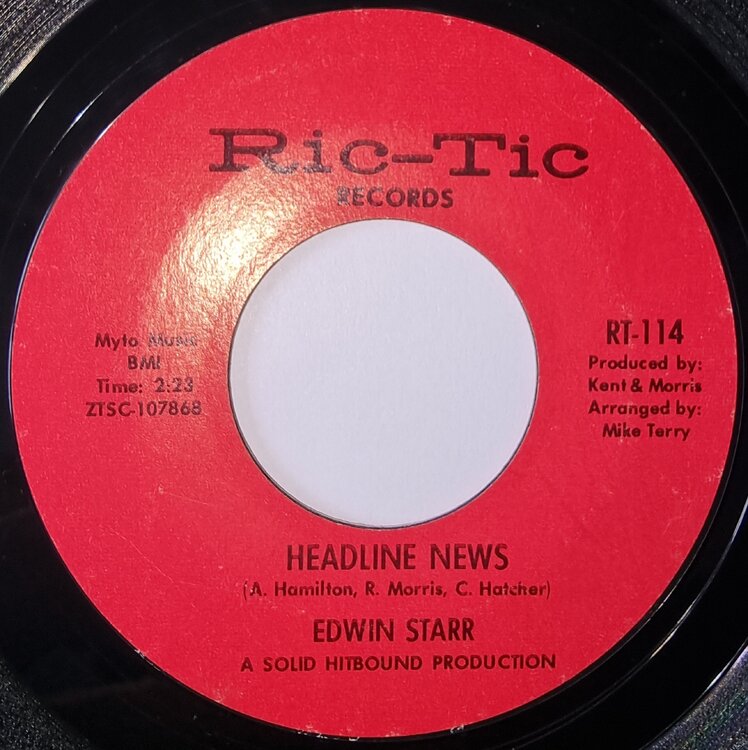 Ric-Tic
RECORDS
Myto Music
BMI
Time: 2:23
ZTSC-107868
RT-114
Produced by:
Kent & Morris
Arranged by:
Mike Terry
HEADLINE NEWS
(A. Hamilton, R. Morris, C. Hatcher)
EDWIN STARR
A SOLID HITBOUND PRODUCTION